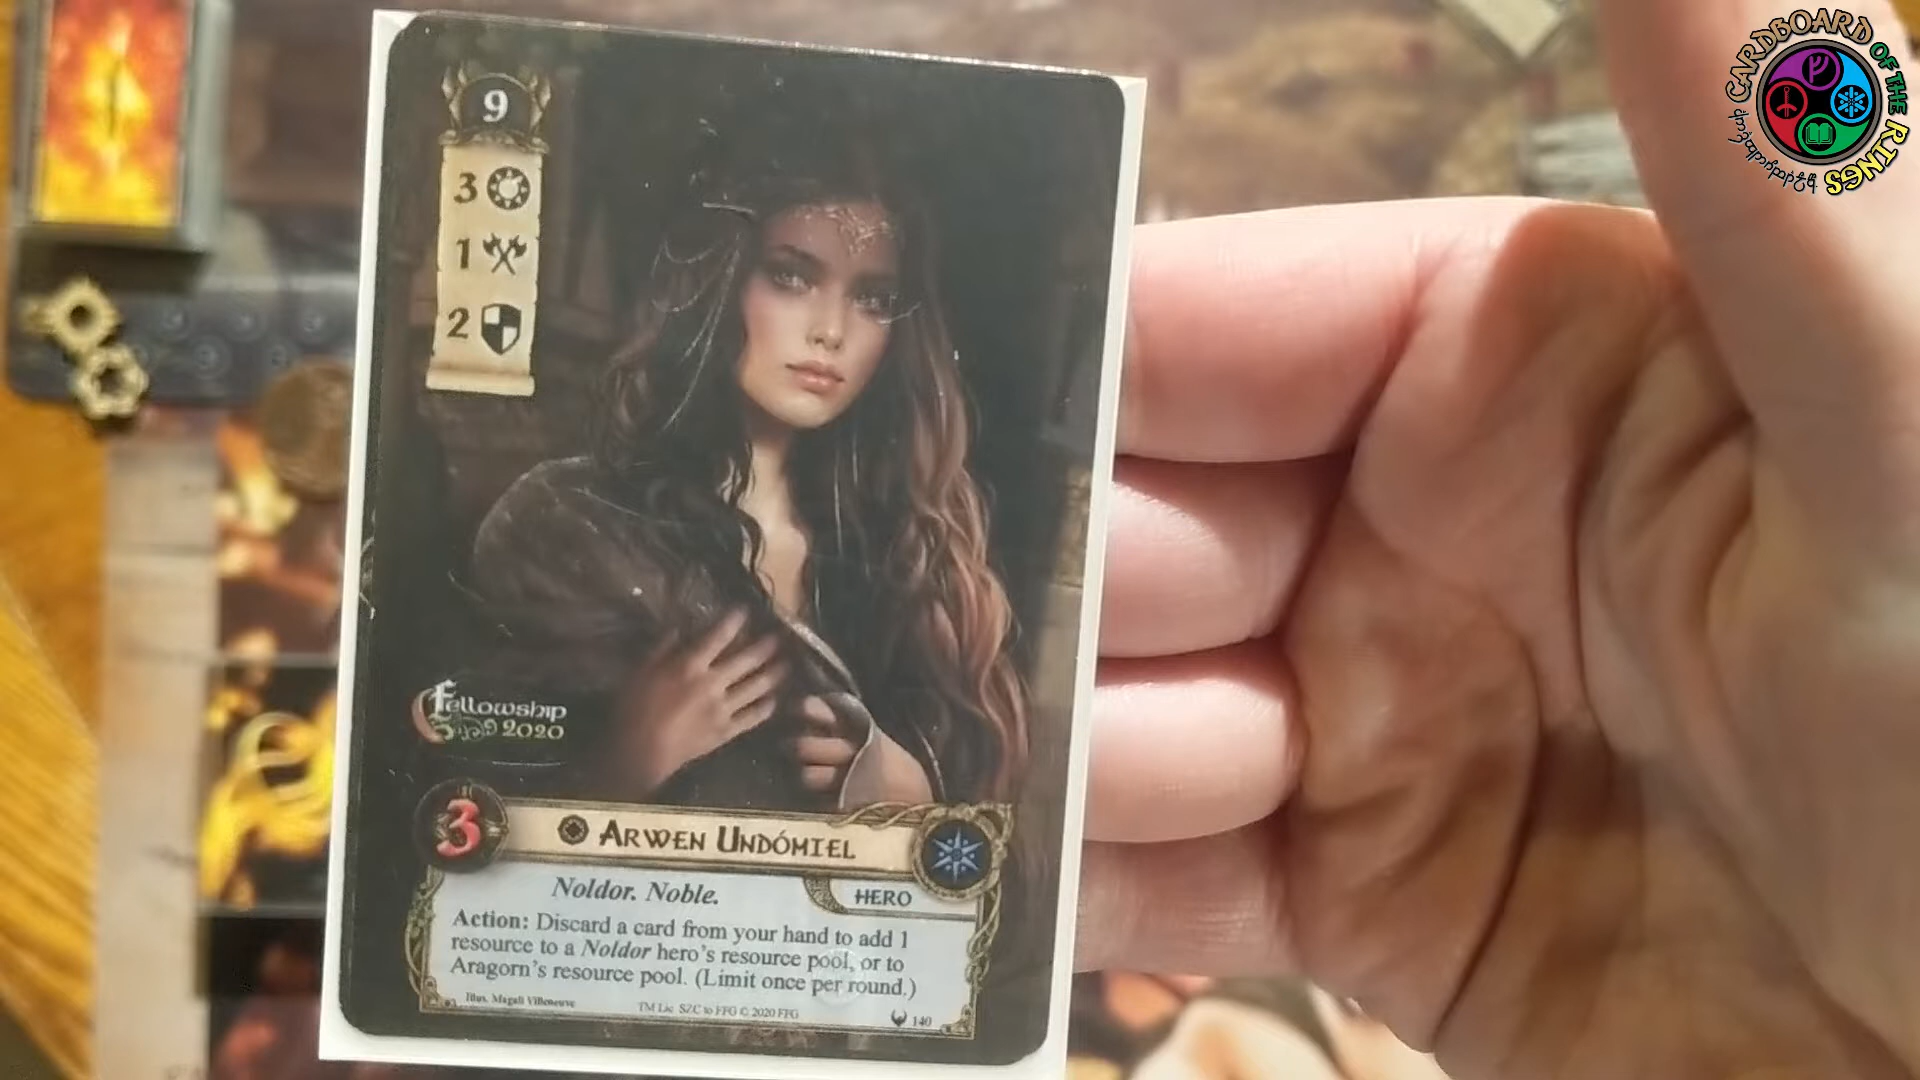 9
3
1
2
Fellowship
2020
3
ARWEN UNDÓMIEL
Noldor. Noble.
HERO
Action: Discard a card from your hand to add 1
resource to a Noldor hero's resource pool, or to
Aragorn's resource pool. (Limit once per round.)
Illus. Magali Villeneuve
TM Lic SZC to FFG © 2020 FFG
140
CARDBOARD OF THE RINGS